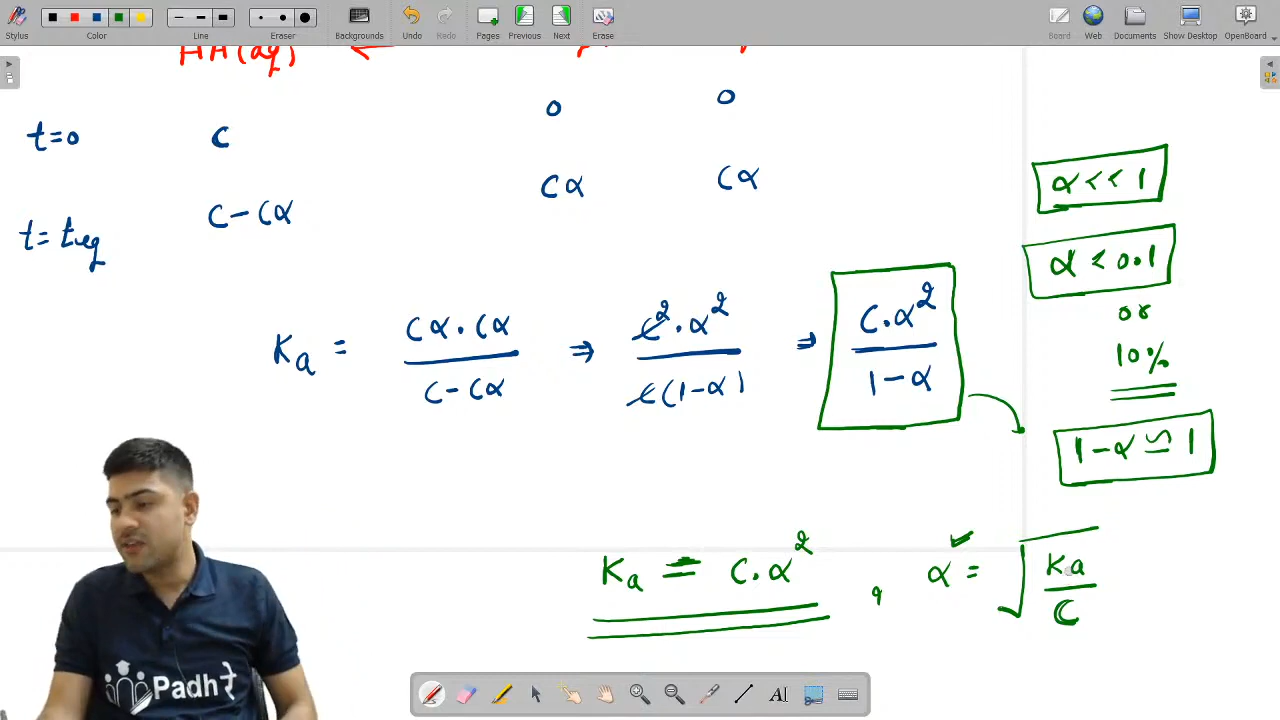 Stylus Color Line Eraser Backgrounds Undo Redo Pages Previous Next Erase Board Web Documents Show Desktop OpenBoard
HA(aq)
0 0
t=0 C
Cα Cα
C-Cα
t=teq
α<<1
α<0.1
or
10%
Ka = Cα.Cα / C-Cα ⇒ C².α² / C(1-α) ⇒ C.α² / 1-α
1-α ≃ 1
Ka = C.α² , α = √(Ka/C)
Padhरे